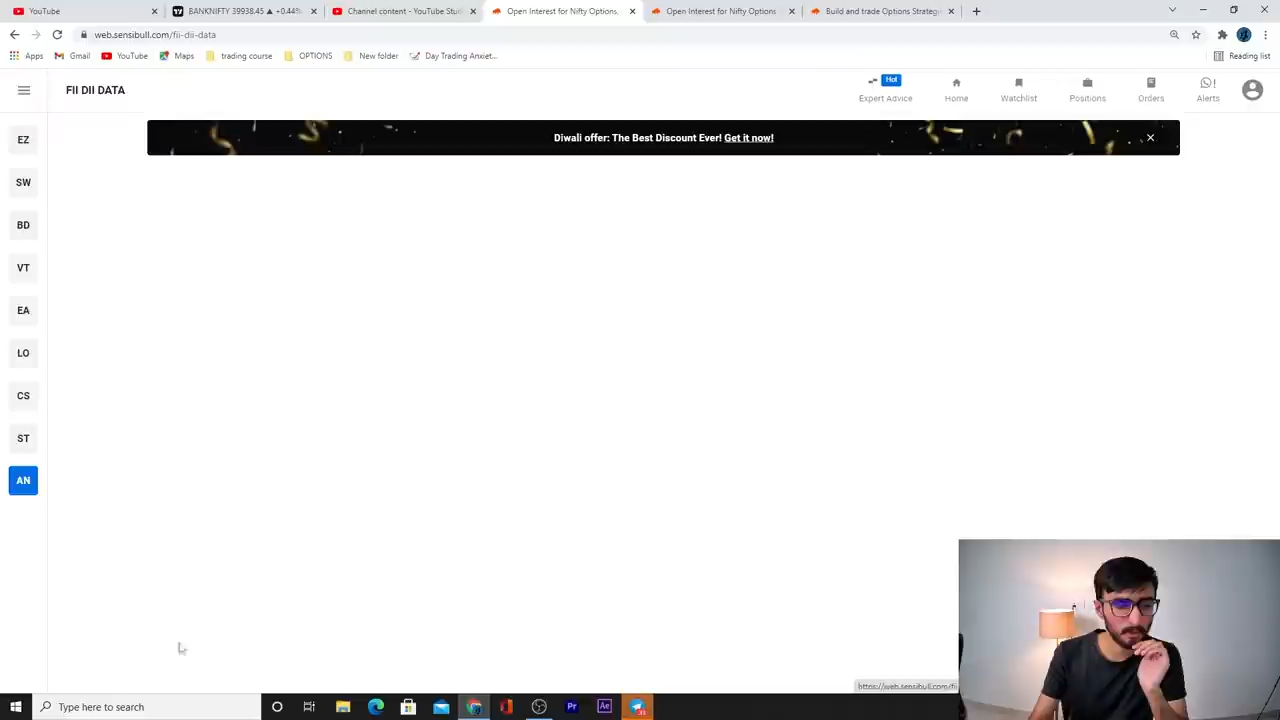 YouTube
BANKNIFTY 39938.45 ▲ +0.44%
Channel content - YouTube Stud
Open Interest for Nifty Options,
Open Interest for Nifty Options
Build and trade Options Strategi
web.sensibull.com/fii-dii-data
Apps
Gmail
YouTube
Maps
trading course
OPTIONS
New folder
Day Trading Anxiet...
Reading list
FII DII DATA
Hot
Expert Advice
Home
Watchlist
Positions
Orders
Alerts
Diwali offer: The Best Discount Ever! Get it now!
EZ
SW
BD
VT
EA
LO
CS
ST
AN
https://web.sensibull.com/fii
Type here to search
Pr
Ae